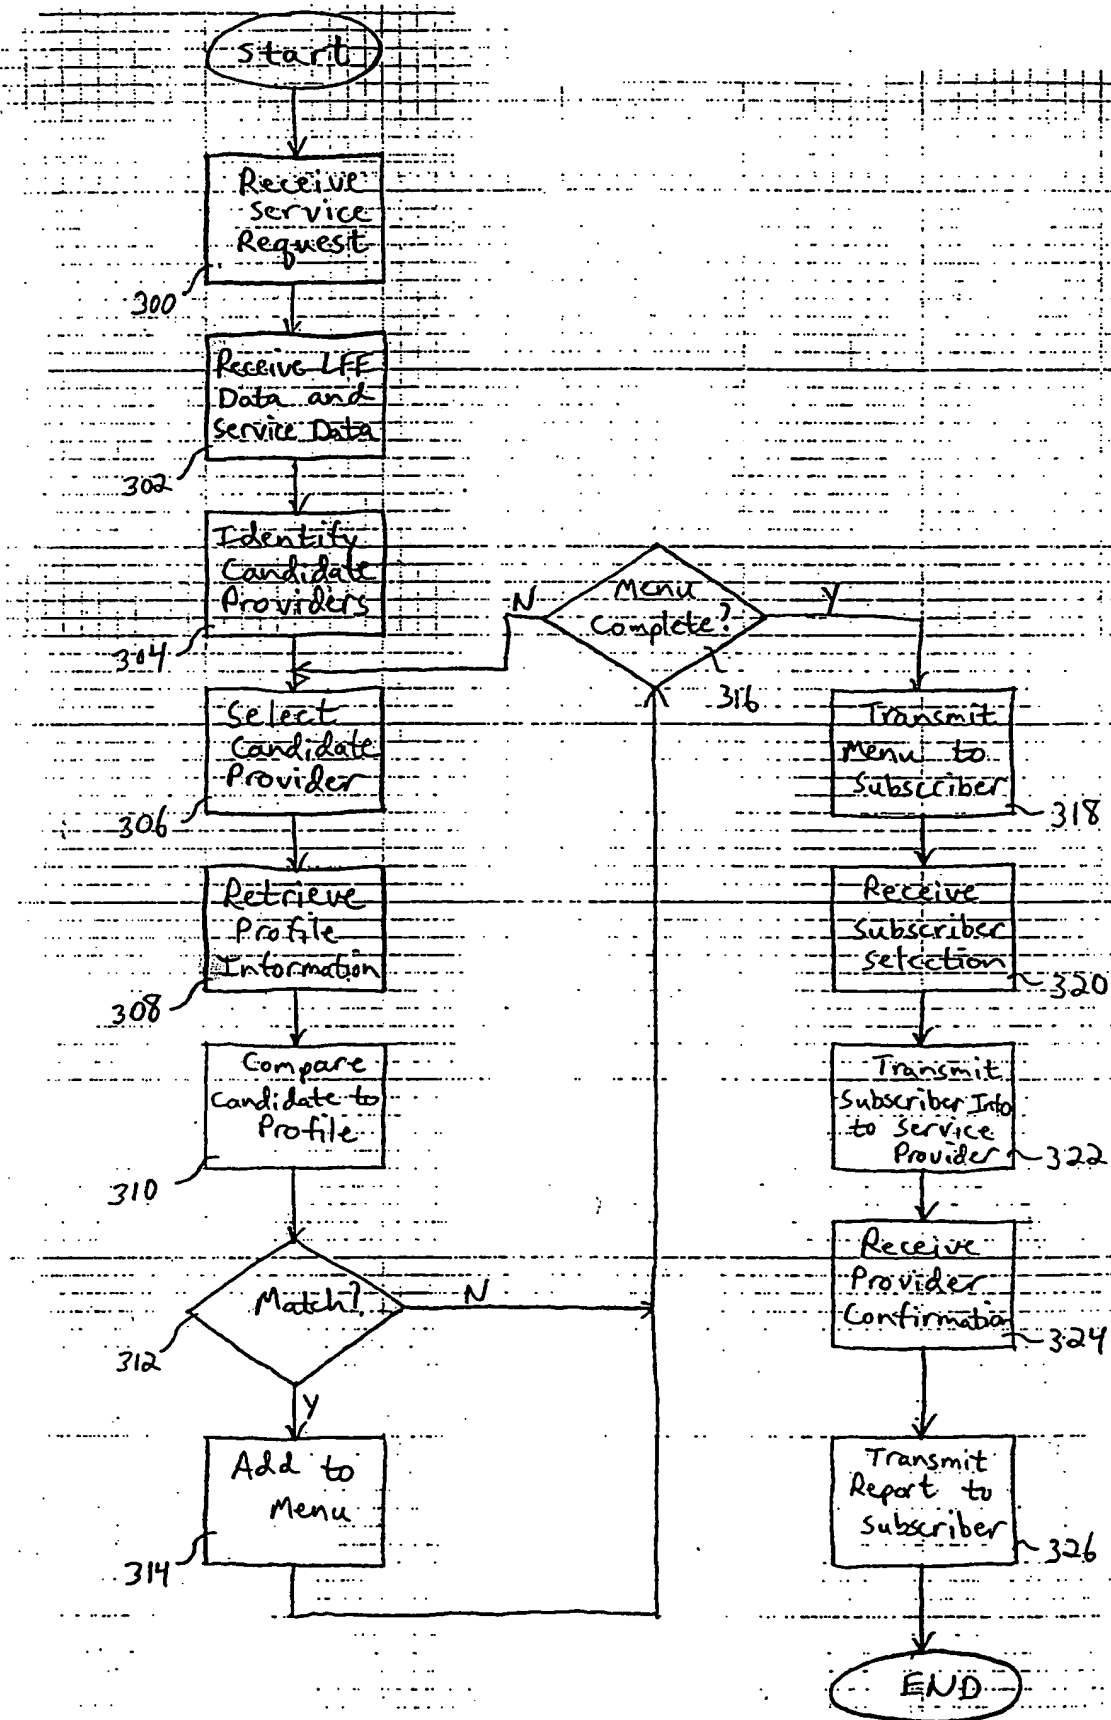 Start
Receive
Service
Request
300
Receive LFE
Data and
Service Data
302
Identify
Candidate
Providers
304
Select
Candidate
Provider
306
Retrieve
Profile
Information
308
Compare
Candidate to
Profile
310
Match?
N
312
Y
Add to
Menu
314
Menu
Complete?
N
Y
316
Transmit
Menu to
Subscriber
318
Receive
Subscriber
Selection
320
Transmit
Subscriber Info
to Service
Provider
322
Receive
Provider
Confirmation
324
Transmit
Report to
Subscriber
326
END